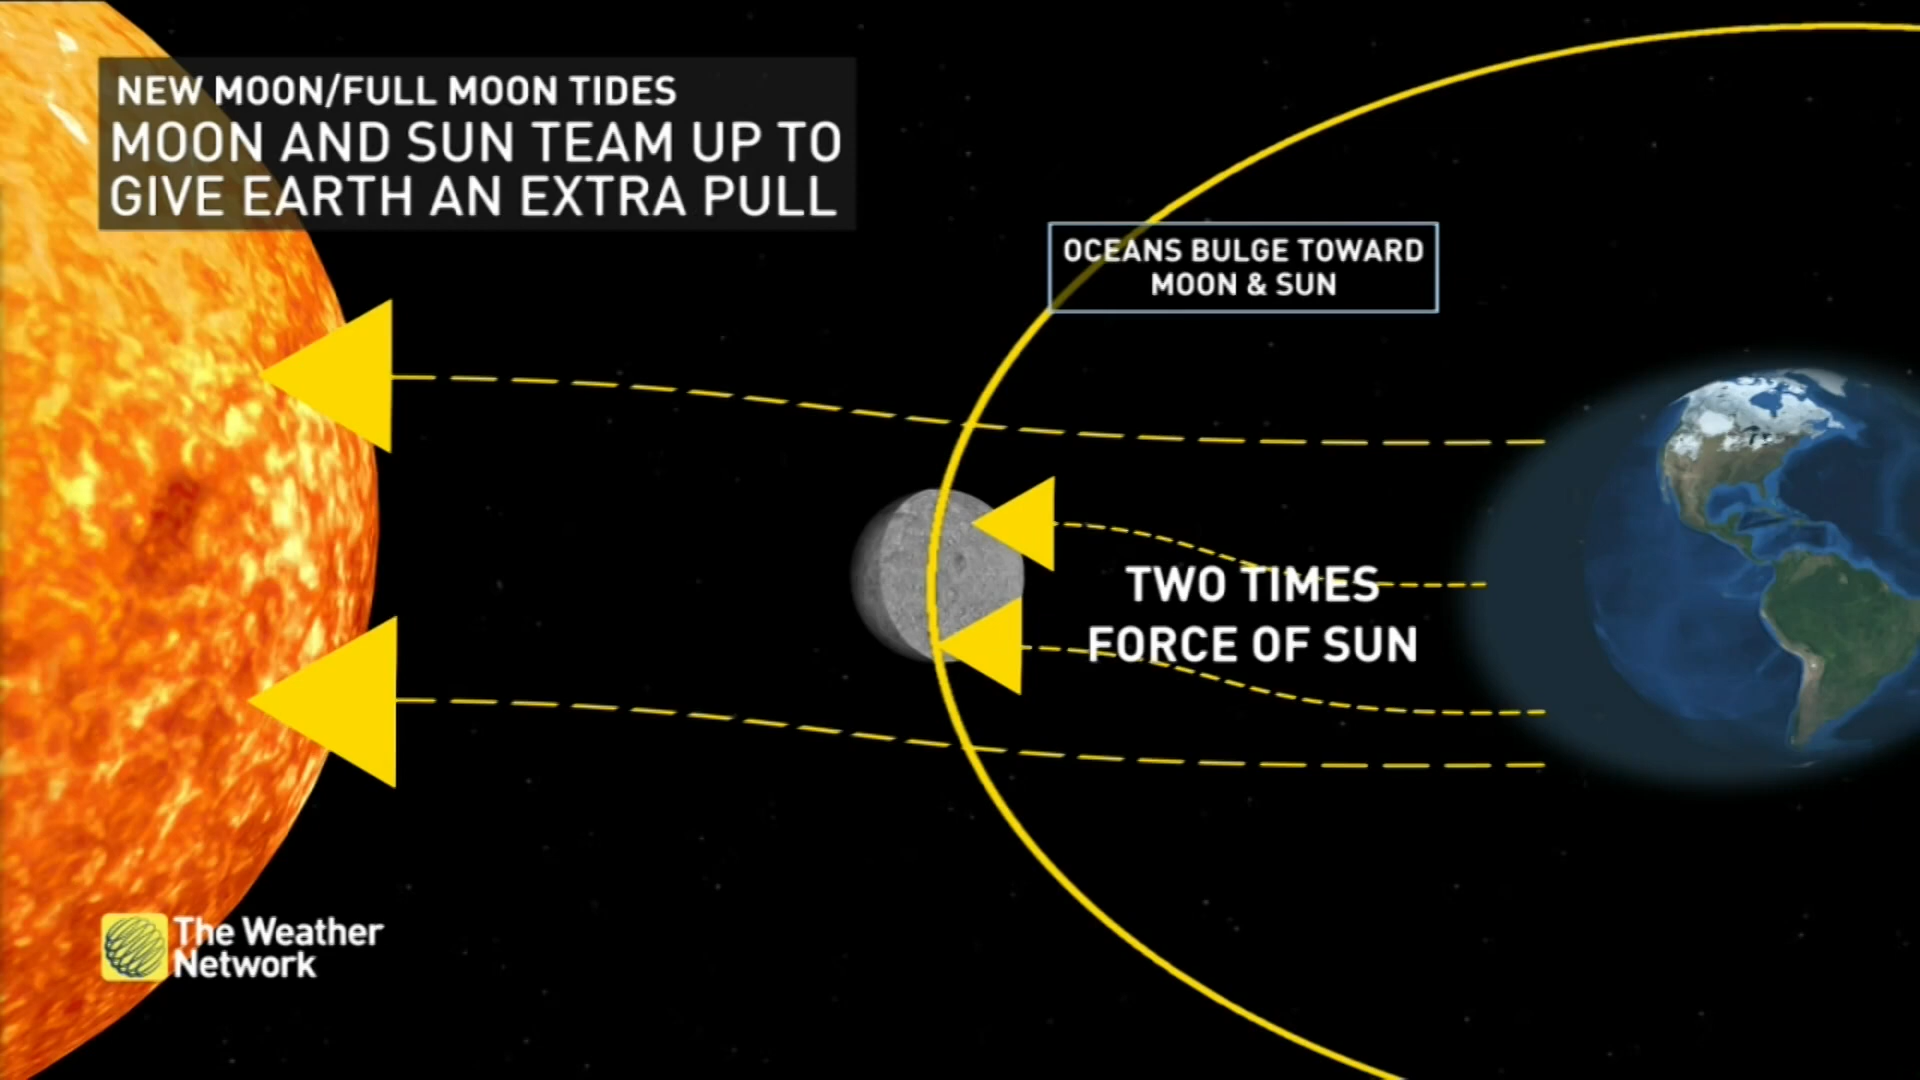 NEW MOON/FULL MOON TIDES
MOON AND SUN TEAM UP TO
GIVE EARTH AN EXTRA PULL
OCEANS BULGE TOWARD
MOON & SUN
TWO TIMES
FORCE OF SUN
The Weather
Network